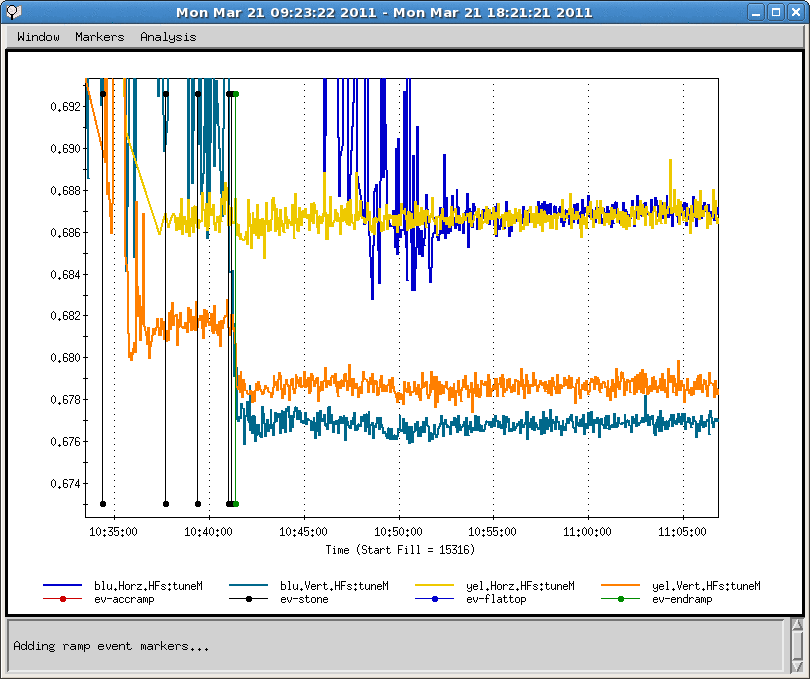 Mon Mar 21 09:23:22 2011 - Mon Mar 21 18:21:21 2011
Window Markers Analysis
0.692
0.690
0.688
0.686
0.684
0.682
0.680
0.678
0.676
0.674
10:35:00 10:40:00 10:45:00 10:50:00 10:55:00 11:00:00 11:05:00
Time (Start Fill = 15316)
blu.Horz.HFs:tuneM blu.Vert.HFs:tuneM yel.Horz.HFs:tuneM yel.Vert.HFs:tuneM
ev-accramp ev-stone ev-flattop ev-endramp
Adding ramp event markers...